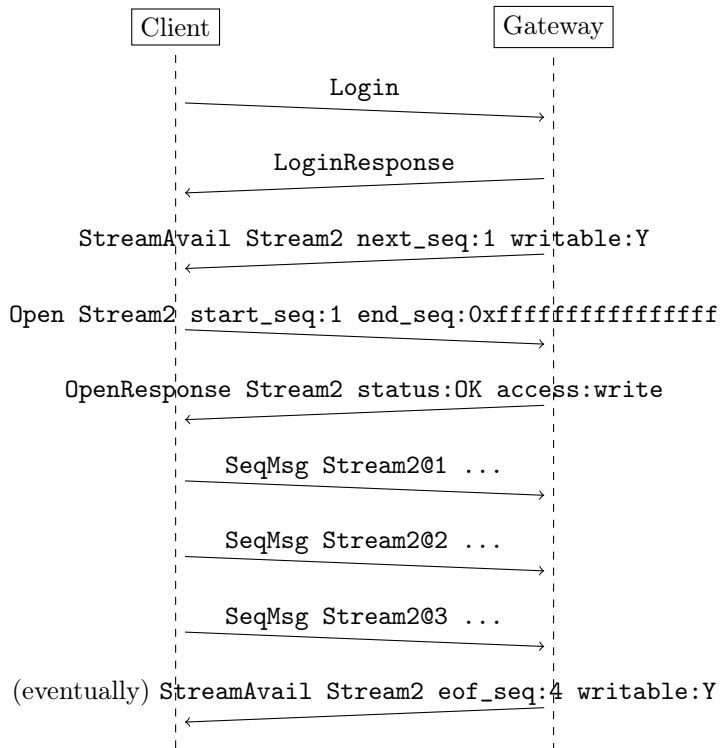 Client Gateway
Login
LoginResponse
StreamAvail Stream2 next_seq:1 writable:Y
Open Stream2 start_seq:1 end_seq:0xffffffffffffffff
OpenResponse Stream2 status:OK access:write
SeqMsg Stream2@1 ...
SeqMsg Stream2@2 ...
SeqMsg Stream2@3 ...
(eventually) StreamAvail Stream2 eof_seq:4 writable:Y